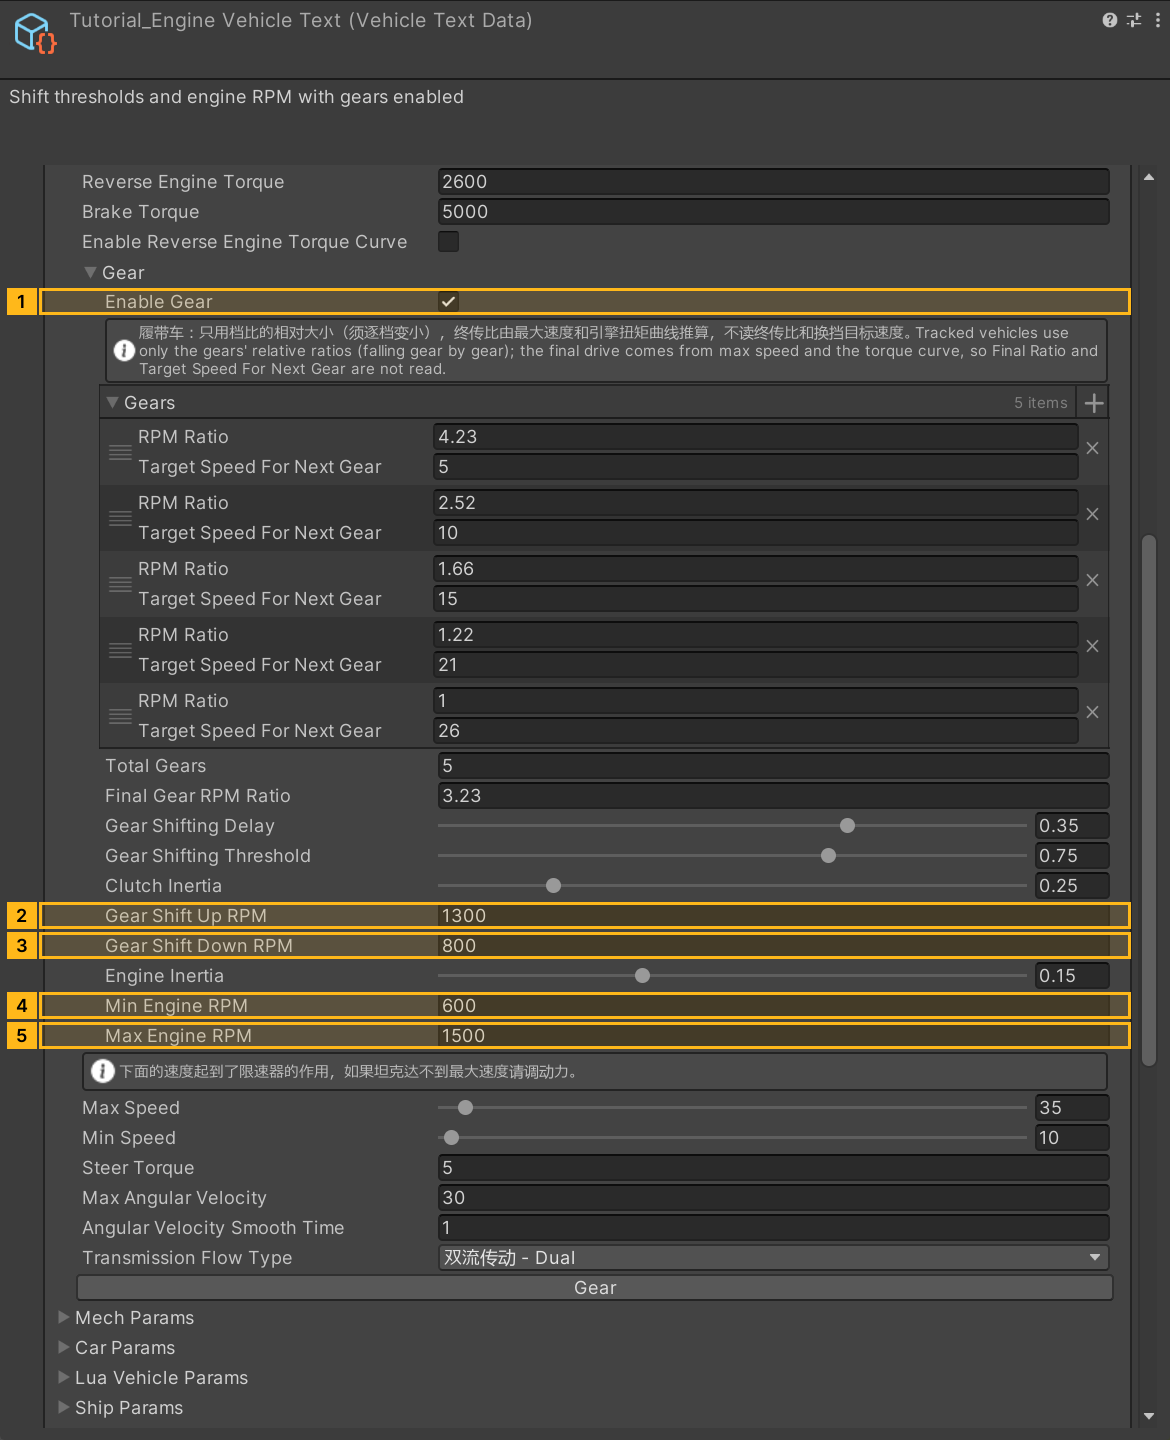 Tutorial_Engine Vehicle Text (Vehicle Text Data)
Shift thresholds and engine RPM with gears enabled
Reverse Engine Torque 2600
Brake Torque 5000
Enable Reverse Engine Torque Curve
Gear
1 Enable Gear
履带车：只用档比的相对大小（须逐档变小），终传比由最大速度和引擎扭矩曲线推算，不读终传比和换挡目标速度。Tracked vehicles use
only the gears' relative ratios (falling gear by gear); the final drive comes from max speed and the torque curve, so Final Ratio and
Target Speed For Next Gear are not read.
Gears 5 items
RPM Ratio 4.23
Target Speed For Next Gear 5
RPM Ratio 2.52
Target Speed For Next Gear 10
RPM Ratio 1.66
Target Speed For Next Gear 15
RPM Ratio 1.22
Target Speed For Next Gear 21
RPM Ratio 1
Target Speed For Next Gear 26
Total Gears 5
Final Gear RPM Ratio 3.23
Gear Shifting Delay 0.35
Gear Shifting Threshold 0.75
Clutch Inertia 0.25
2 Gear Shift Up RPM 1300
3 Gear Shift Down RPM 800
Engine Inertia 0.15
4 Min Engine RPM 600
5 Max Engine RPM 1500
下面的速度起到了限速器的作用，如果坦克达不到最大速度请调动力。
Max Speed 35
Min Speed 10
Steer Torque 5
Max Angular Velocity 30
Angular Velocity Smooth Time 1
Transmission Flow Type 双流传动 - Dual
Gear
Mech Params
Car Params
Lua Vehicle Params
Ship Params